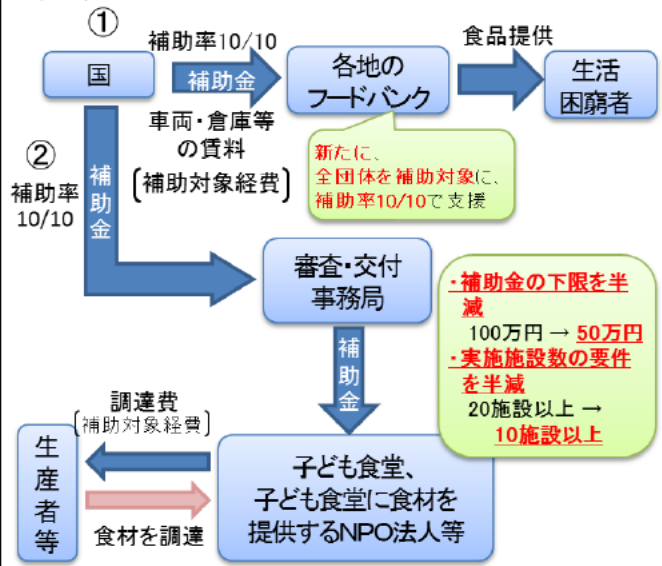 ①
国
補助率10/10
補助金
車両・倉庫等
の賃料
〔補助対象経費〕
各地の
フードバンク
食品提供
生活
困窮者
新たに、
全団体を補助対象に、
補助率10/10で支援
②
補助率
10/10
補助金
審査・交付
事務局
・補助金の下限を半
減
100万円 → 50万円
・実施施設数の要件
を半減
20施設以上 →
10施設以上
補助金
調達費
〔補助対象経費〕
生産者等
食材を調達
子ども食堂、
子ども食堂に食材を
提供するNPO法人等